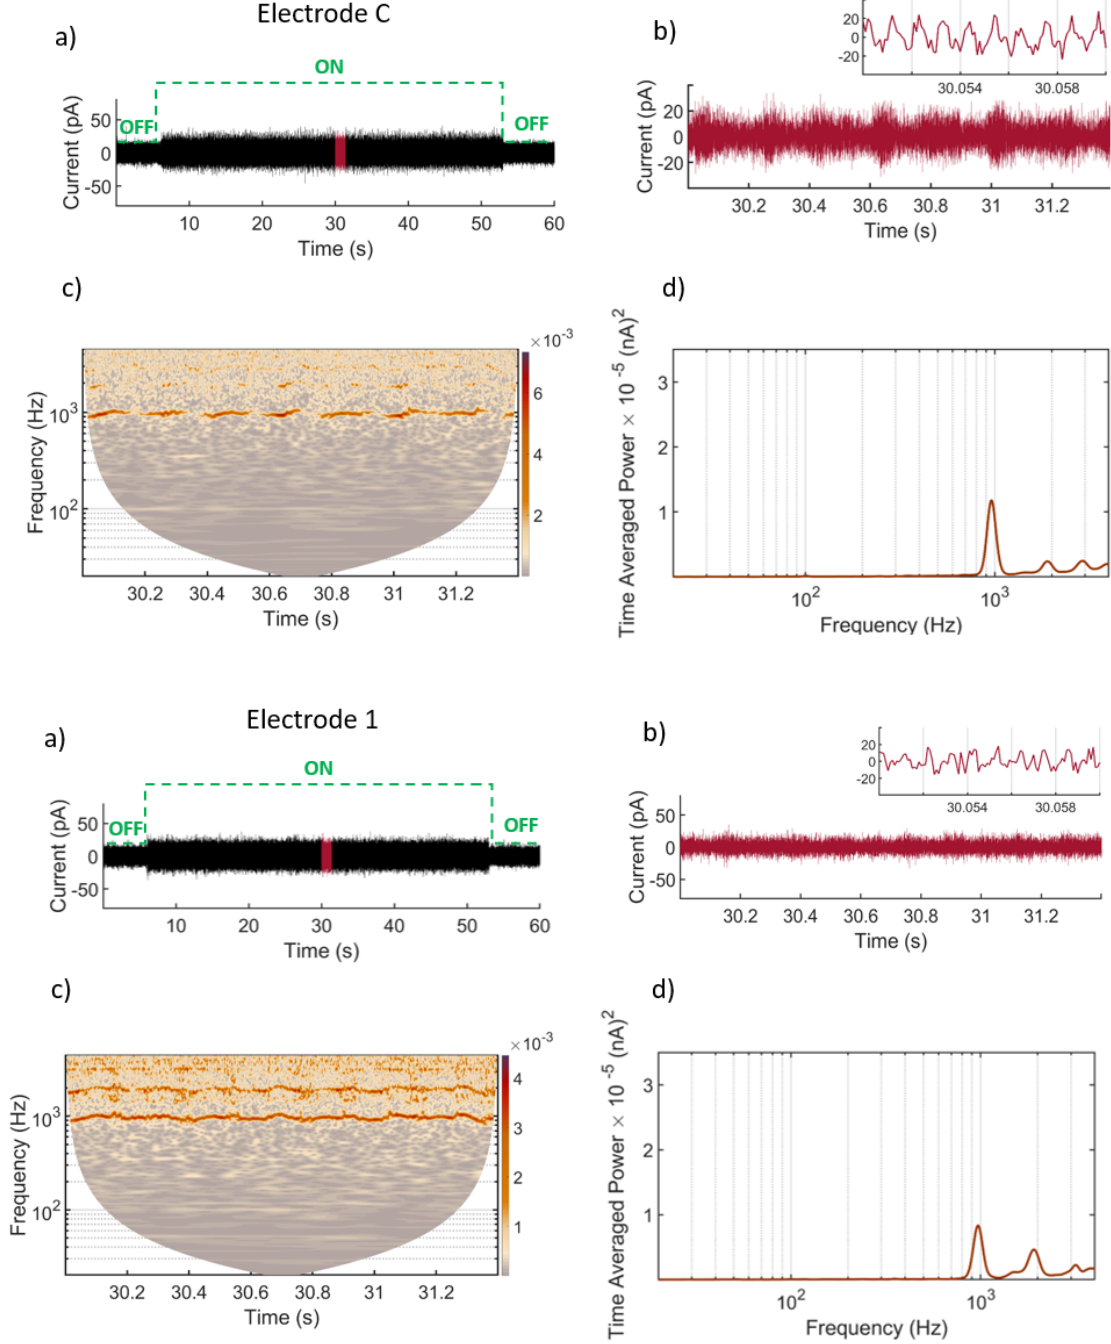 Electrode C
a)
ON
OFF
OFF
Current (pA)
50
0
-50
10 20 30 40 50 60
Time (s)
b)
20
0
-20
30.054 30.058
Current (pA)
20
0
-20
30.2 30.4 30.6 30.8 31 31.2
Time (s)
c)
×10⁻³
6
4
2
Frequency (Hz)
10³
10²
30.2 30.4 30.6 30.8 31 31.2
Time (s)
d)
Time Averaged Power × 10⁻⁵ (nA)²
3
2
1
10² 10³
Frequency (Hz)
Electrode 1
a)
ON
OFF
OFF
Current (pA)
50
0
-50
10 20 30 40 50 60
Time (s)
b)
20
0
-20
30.054 30.058
Current (pA)
50
0
-50
30.2 30.4 30.6 30.8 31 31.2
Time (s)
c)
×10⁻³
4
3
2
1
Frequency (Hz)
10³
10²
30.2 30.4 30.6 30.8 31 31.2
Time (s)
d)
Time Averaged Power × 10⁻⁵ (nA)²
3
2
1
10² 10³
Frequency (Hz)